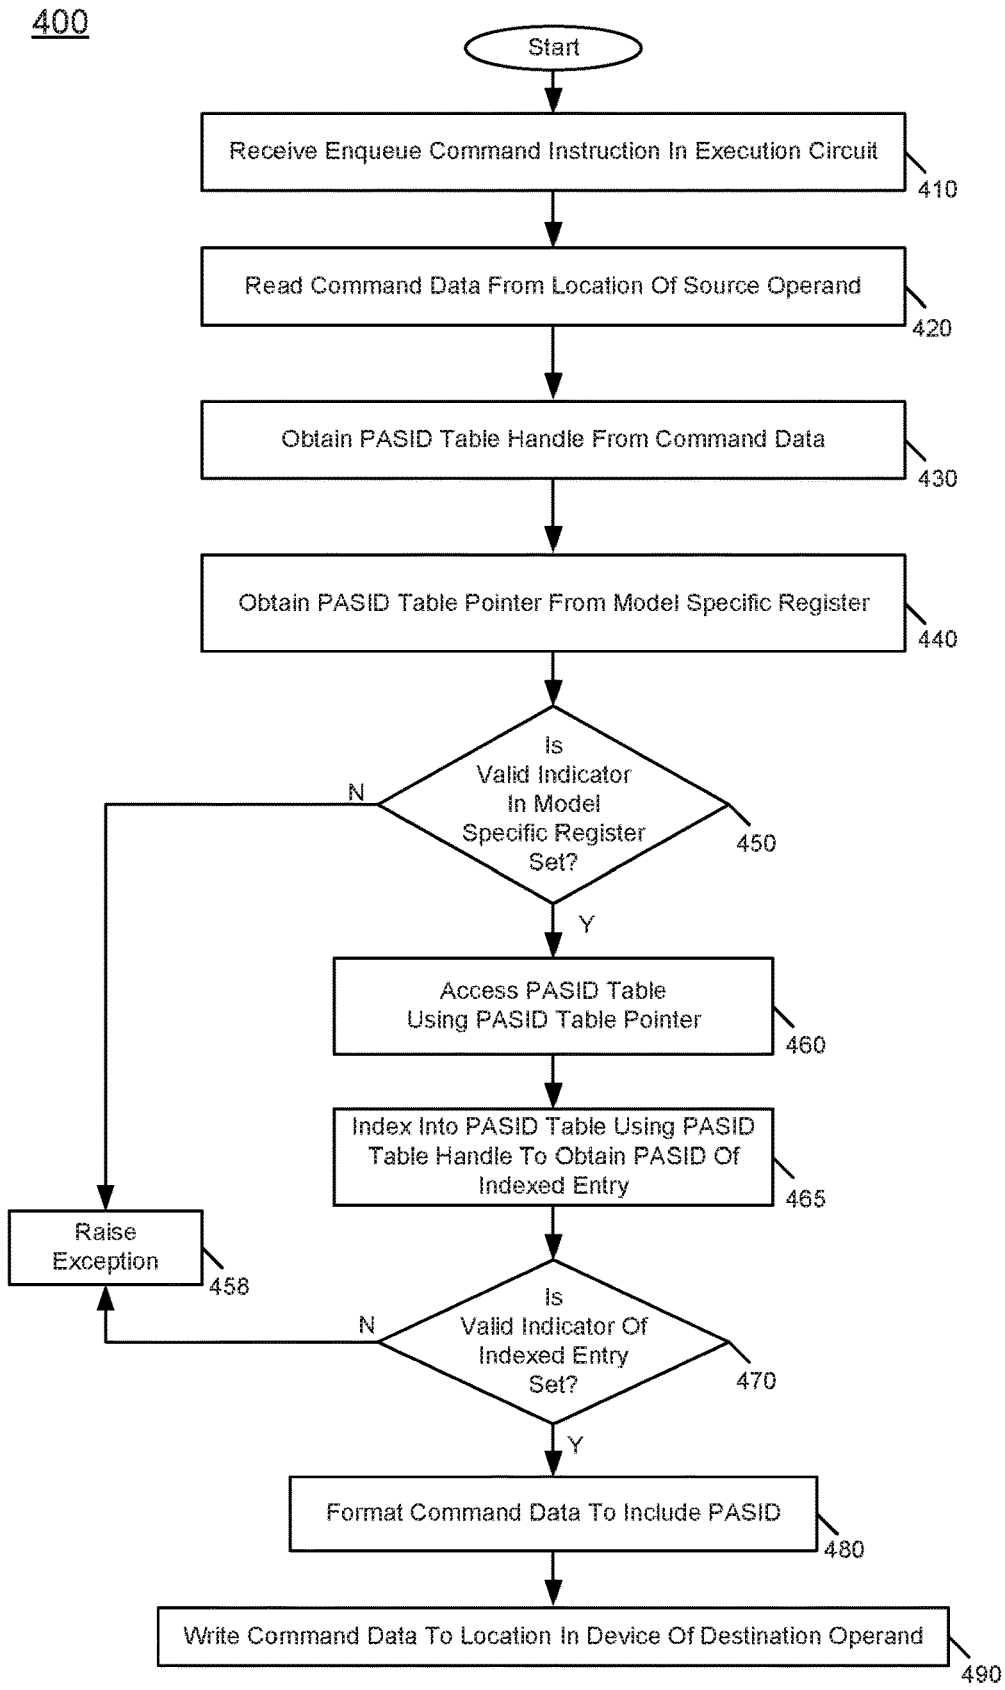 400
Start
Receive Enqueue Command Instruction In Execution Circuit
410
Read Command Data From Location Of Source Operand
420
Obtain PASID Table Handle From Command Data
430
Obtain PASID Table Pointer From Model Specific Register
440
Is
Valid Indicator
In Model
Specific Register
Set?
450
N
Y
Access PASID Table
Using PASID Table Pointer
460
Index Into PASID Table Using PASID
Table Handle To Obtain PASID Of
Indexed Entry
465
Raise
Exception
458
Is
Valid Indicator Of
Indexed Entry
Set?
470
N
Y
Format Command Data To Include PASID
480
Write Command Data To Location In Device Of Destination Operand
490